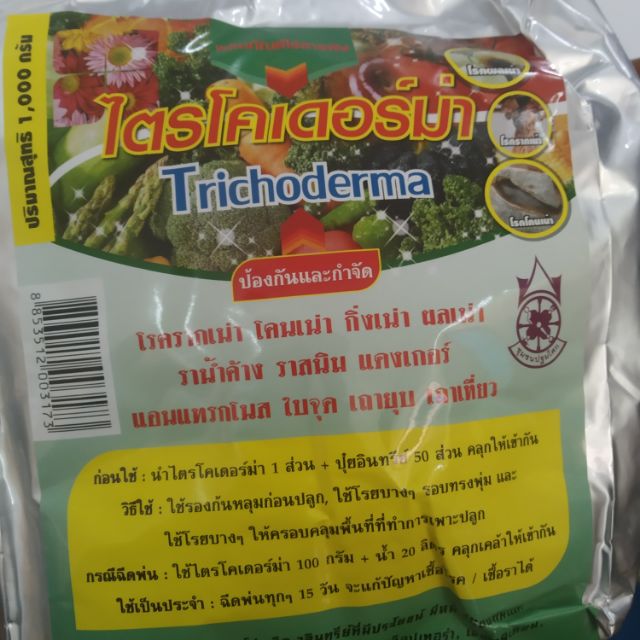 ปริมาณสุทธิ 1,000 กรัม
ไตรโคเดอร์ม่า
Trichoderma
โรคผลเน่า
โรครากเน่า
โรคโคนเน่า
ป้องกันและกำจัด
โรครากเน่า โคนเน่า กิ่งเน่า ผลเน่า
ราน้ำค้าง ราสนิม แคงเกอร์
แอนแทรกโนส ใบจุด เถายุบ เถาเหี่ยว
8853512003173
ก่อนใช้ : นำไตรโคเดอร์ม่า 1 ส่วน + ปุ๋ยอินทรีย์ 50 ส่วน คลุกให้เข้ากัน
วิธีใช้ : ใช้รองก้นหลุมก่อนปลูก, ใช้โรยบางๆ รอบทรงพุ่ม และ
ใช้โรยบางๆ ให้ครอบคลุมพื้นที่ที่ทำการเพาะปลูก
กรณีฉีดพ่น : ใช้ไตรโคเดอร์ม่า 100 กรัม + น้ำ 20 ลิตร คลุกเคล้าให้เข้ากัน
ใช้เป็นประจำ : ฉีดพ่นทุกๆ 15 วัน จะแก้ปัญหาเชื้อโรค / เชื้อราได้